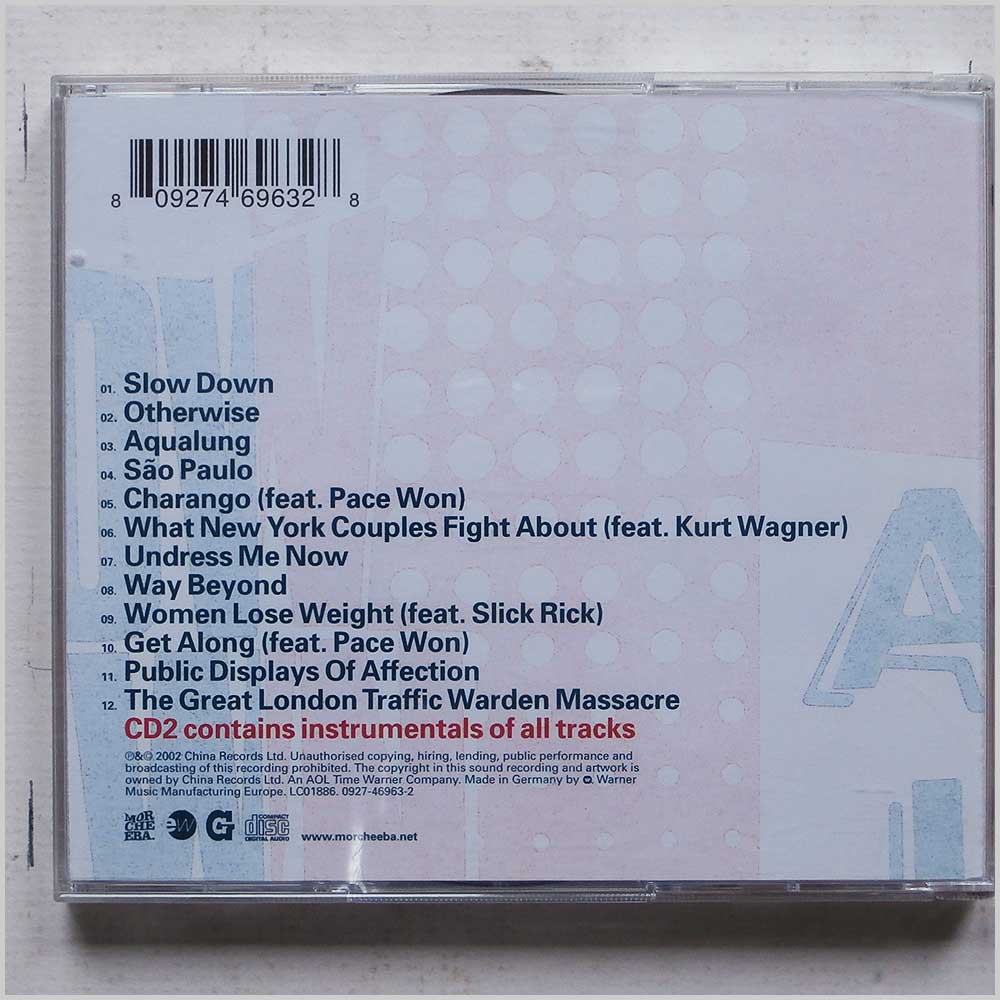 8 09274 69632 8
01. Slow Down
02. Otherwise
03. Aqualung
04. São Paulo
05. Charango (feat. Pace Won)
06. What New York Couples Fight About (feat. Kurt Wagner)
07. Undress Me Now
08. Way Beyond
09. Women Lose Weight (feat. Slick Rick)
10. Get Along (feat. Pace Won)
11. Public Displays Of Affection
12. The Great London Traffic Warden Massacre
CD2 contains instrumentals of all tracks
℗&© 2002 China Records Ltd. Unauthorised copying, hiring, lending, public performance and
broadcasting of this recording prohibited. The copyright in this sound recording and artwork is
owned by China Records Ltd. An AOL Time Warner Company. Made in Germany by Warner
Music Manufacturing Europe. LC01886. 0927-46963-2
MORCHEEBA. ew G COMPACT disc DIGITAL AUDIO www.morcheeba.net
A